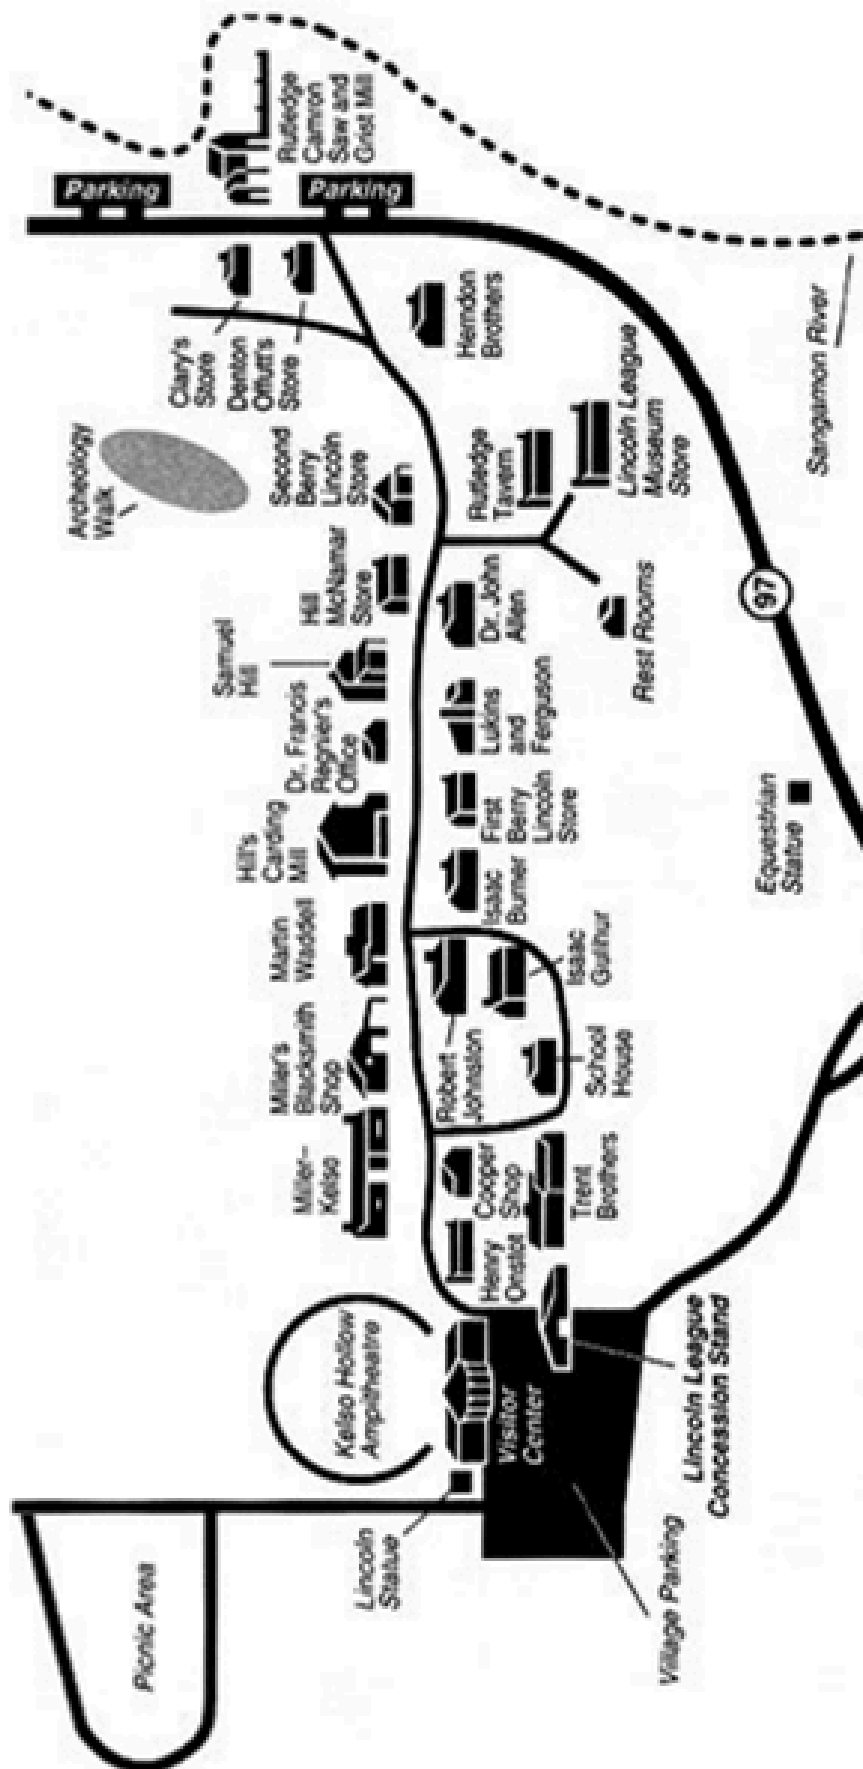 Picnic Area
Lincoln
Statue
Kelso Hollow
Ampitheatre
Visitor
Center
Village Parking
Lincoln League
Concession Stand
Miller–
Kelso
Henry
Onstot
Cooper
Shop
Trent
Brothers
Miller's
Blacksmith
Shop
Robert
Johnston
School
House
Martin
Waddell
Isaac
Gulihur
Hill's
Carding
Mill
Isaac
Burner
First
Berry
Lincoln
Store
Equestrian
Statue
Dr. Francis
Regnier's
Office
Lukins
and
Ferguson
Samuel
Hill
Dr. John
Allen
Rest Rooms
97
Hill
McNamar
Store
Archeology
Walk
Second
Berry
Lincoln
Store
Rutledge
Tavern
Lincoln League
Museum
Store
Clary's
Store
Denton
Offutt's
Store
Herndon
Brothers
Sangamon River
Parking
Parking
Rutledge
Camron
Saw and
Grist Mill